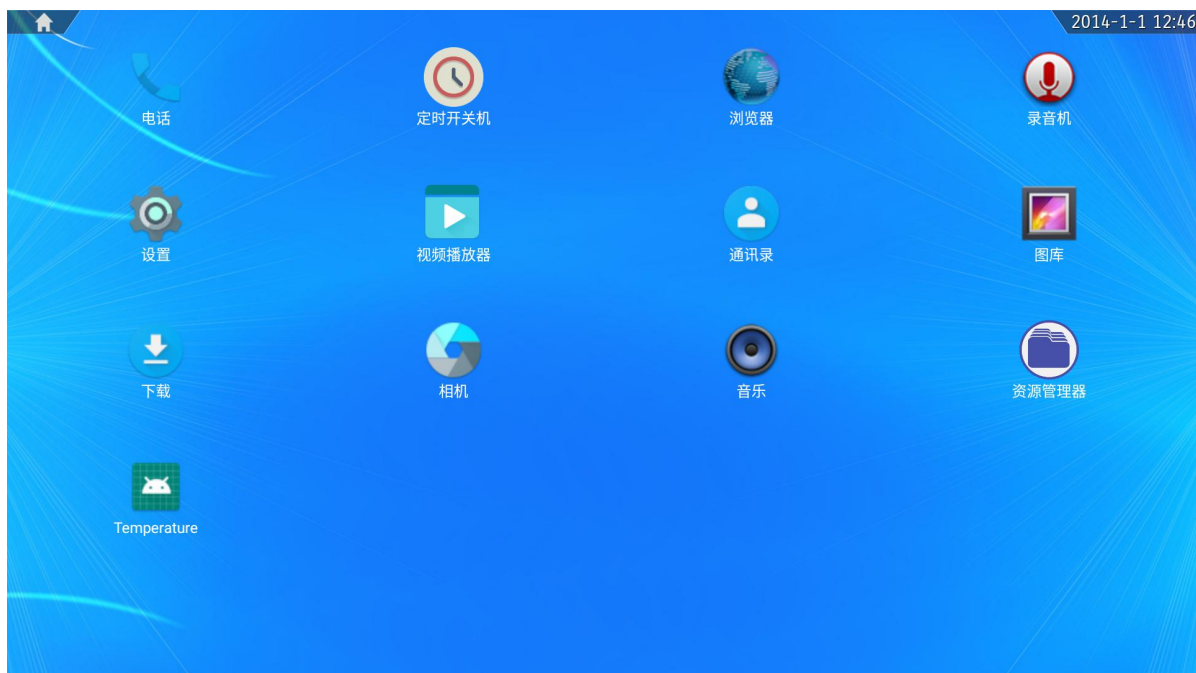 2014-1-1 12:46
电话
定时开关机
浏览器
录音机
设置
视频播放器
通讯录
图库
下载
相机
音乐
资源管理器
Temperature